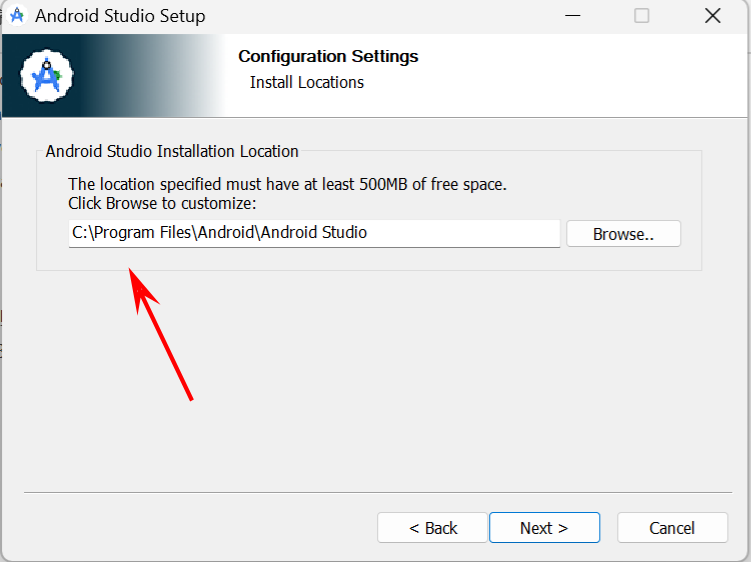 Android Studio Setup
Configuration Settings
Install Locations
Android Studio Installation Location
The location specified must have at least 500MB of free space.
Click Browse to customize:
C:\Program Files\Android\Android Studio
Browse..
< Back
Next >
Cancel